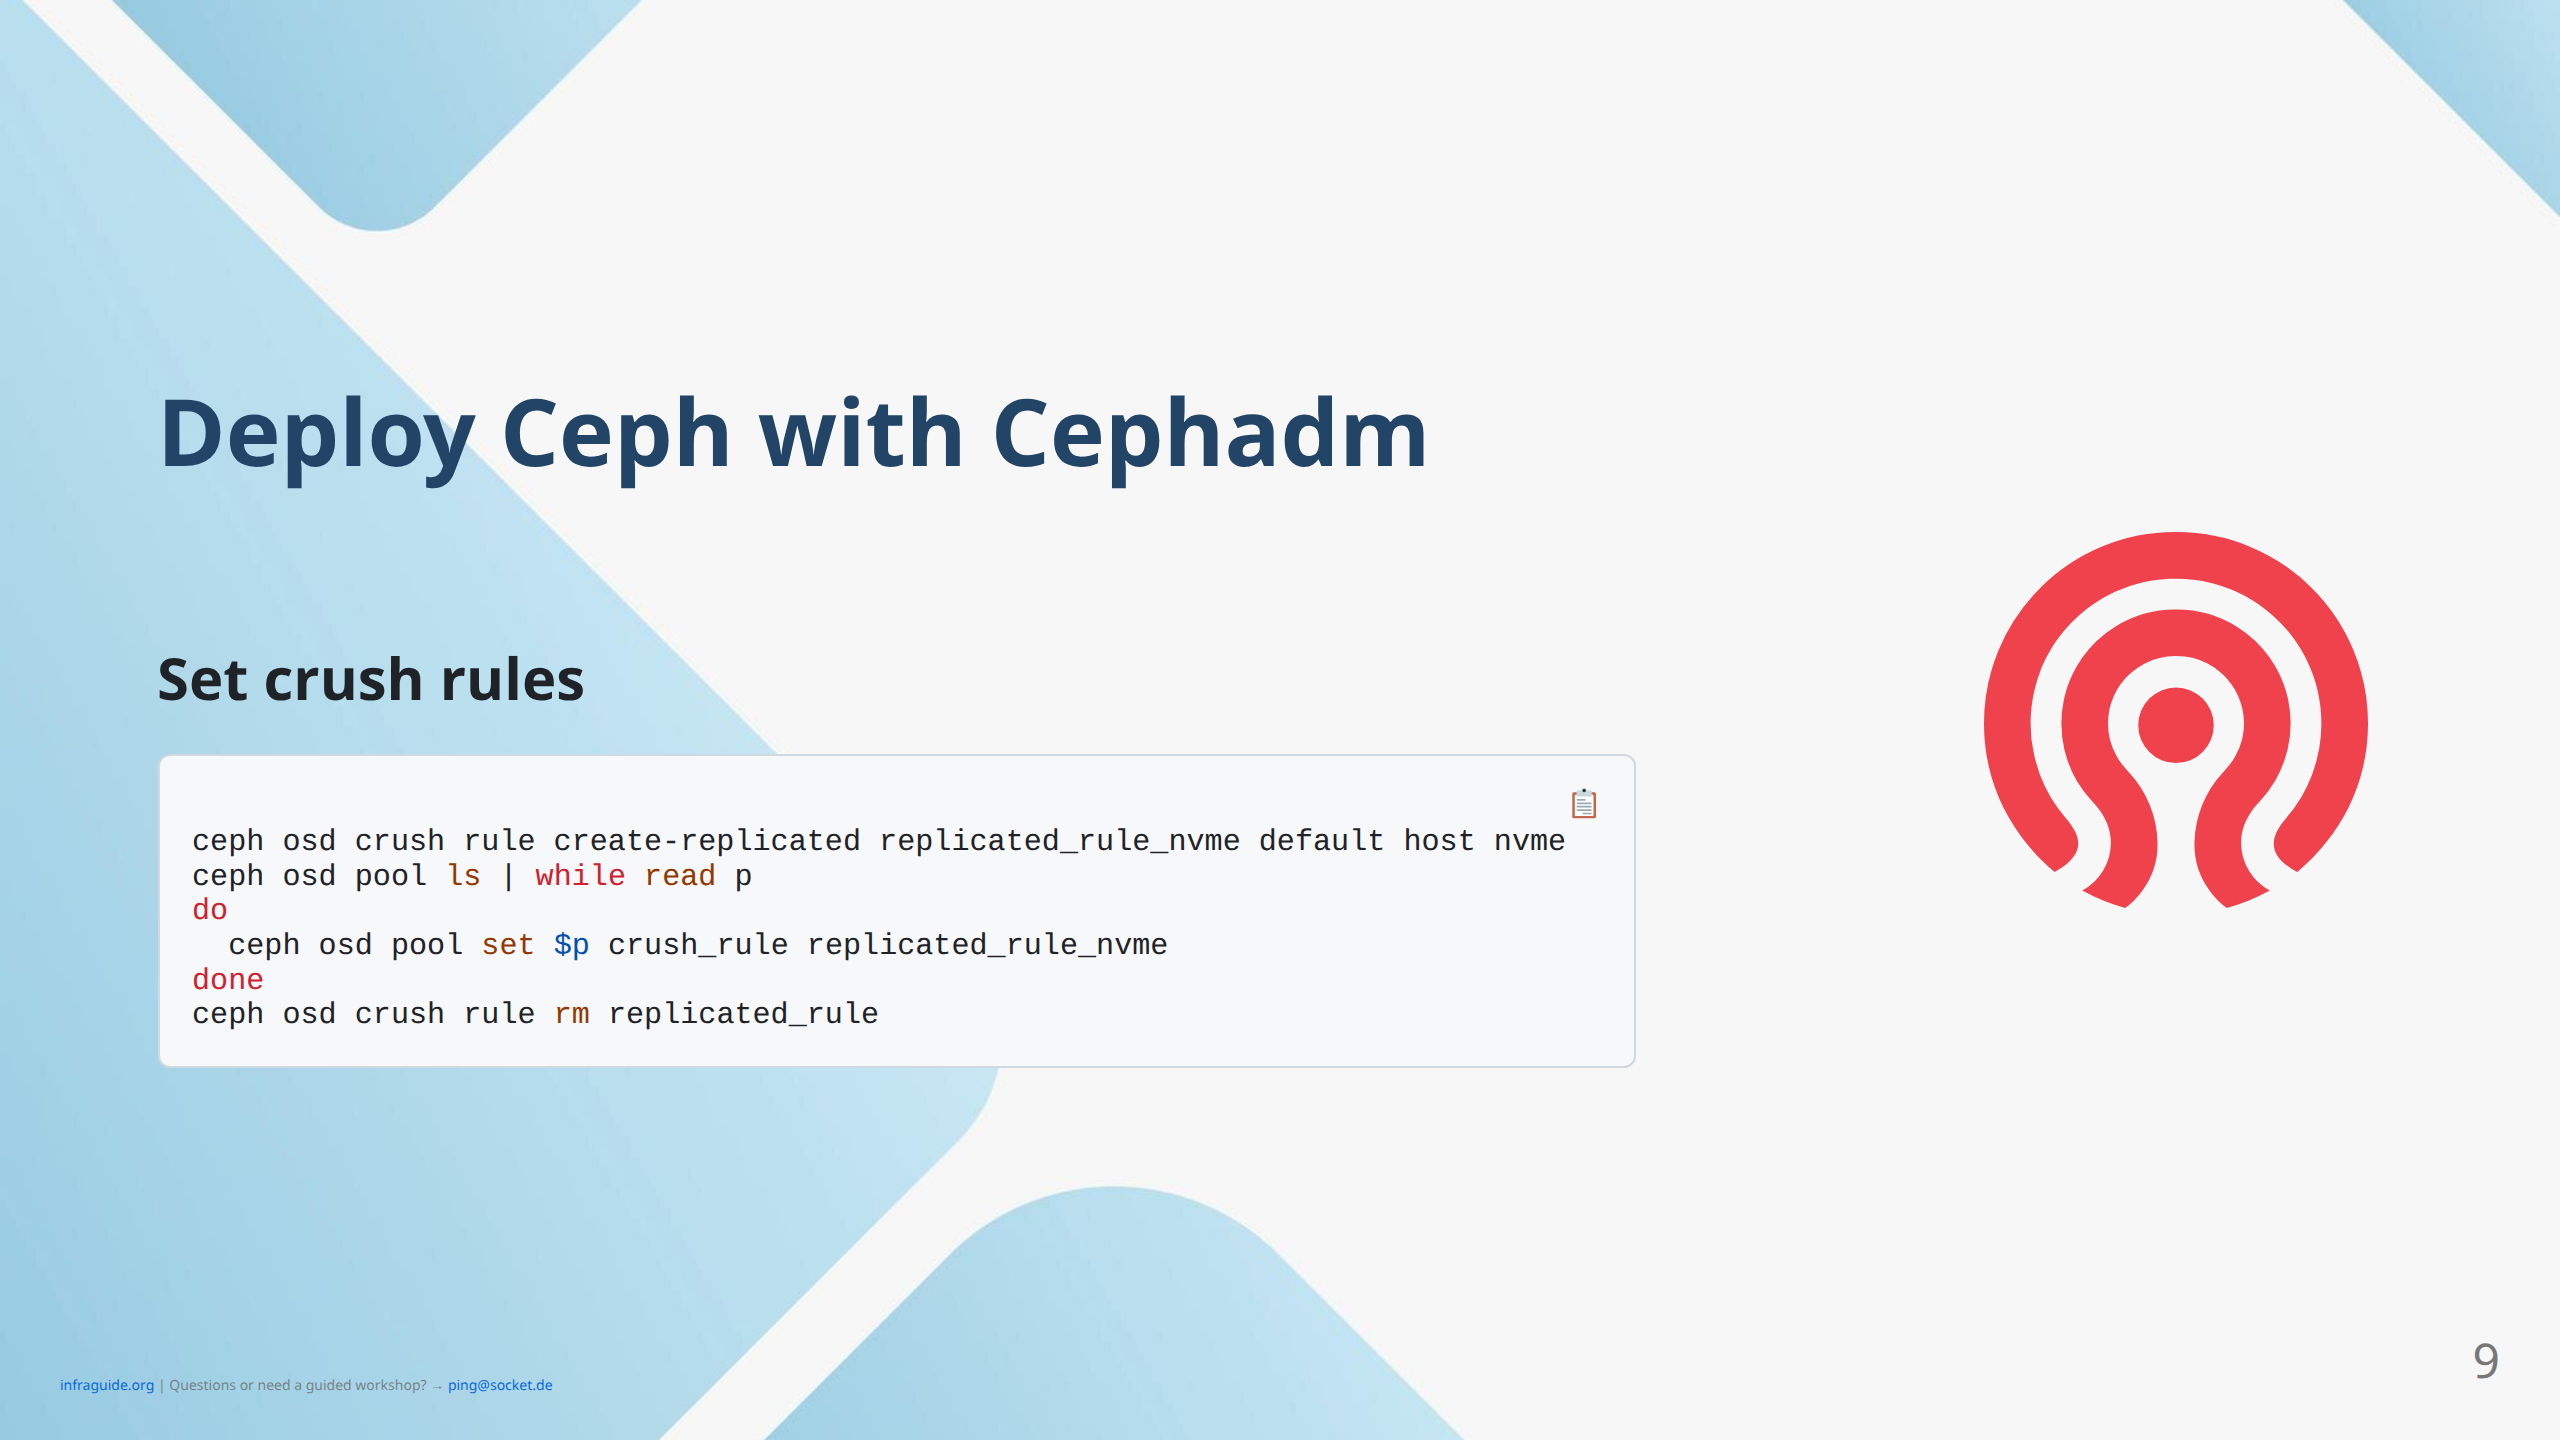 Deploy Ceph with Cephadm
Set crush rules
ceph osd crush rule create-replicated replicated_rule_nvme default host nvme
ceph osd pool ls | while read p
do
  ceph osd pool set $p crush_rule replicated_rule_nvme
done
ceph osd crush rule rm replicated_rule
infraguide.org | Questions or need a guided workshop? → ping@socket.de
9